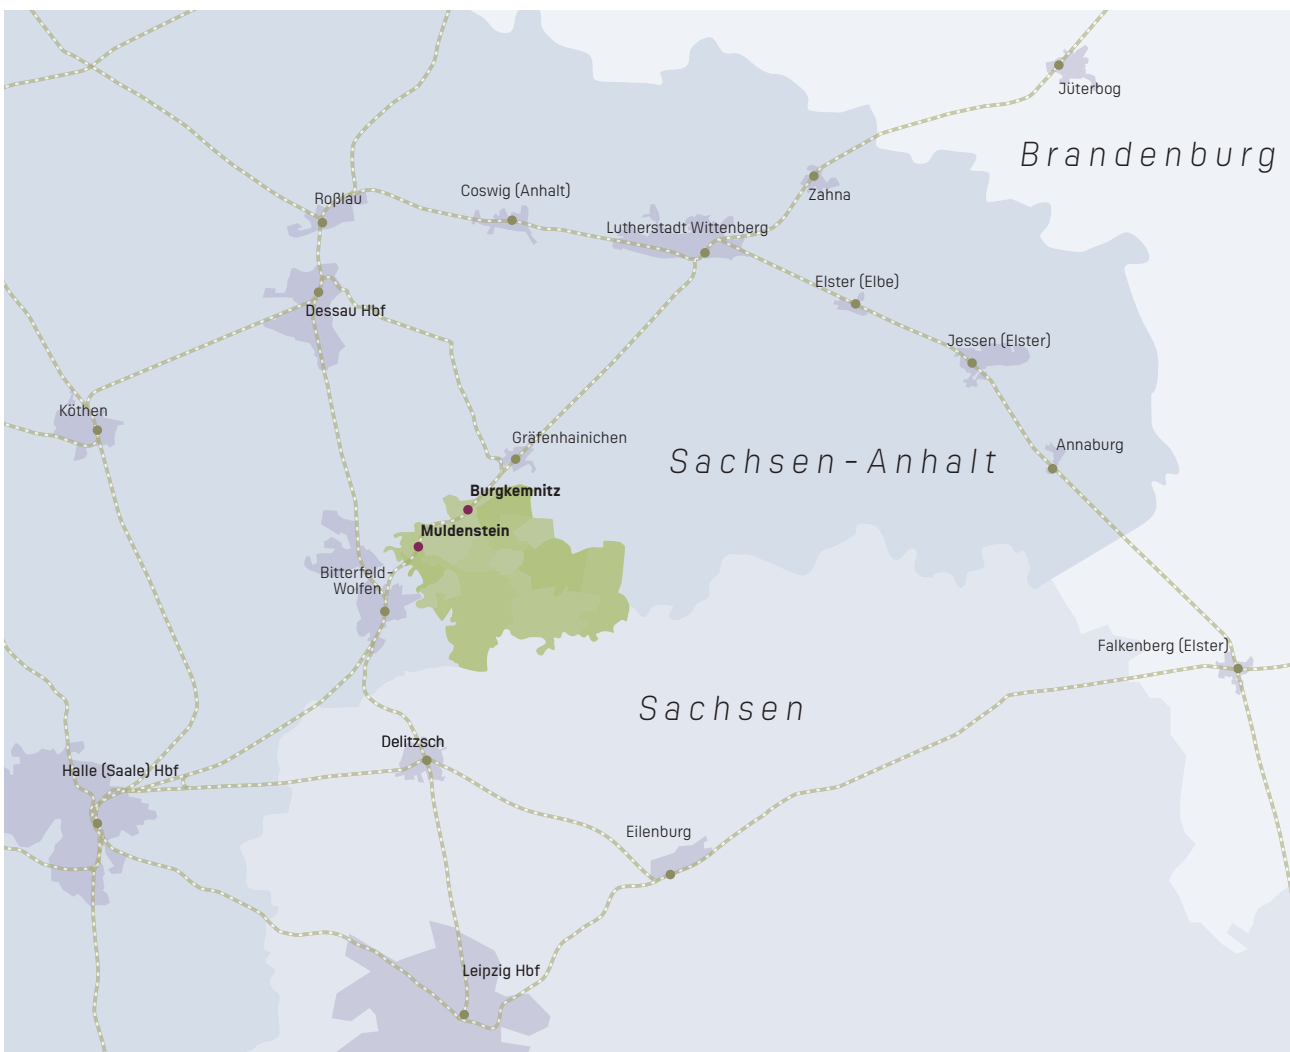 Jüterbog
Brandenburg
Roßlau
Coswig (Anhalt)
Zahna
Lutherstadt Wittenberg
Elster (Elbe)
Dessau Hbf
Jessen (Elster)
Köthen
Gräfenhainichen
Annaburg
Sachsen-Anhalt
Burgkemnitz
Muldenstein
Bitterfeld-
Wolfen
Falkenberg (Elster)
Sachsen
Delitzsch
Halle (Saale) Hbf
Eilenburg
Leipzig Hbf